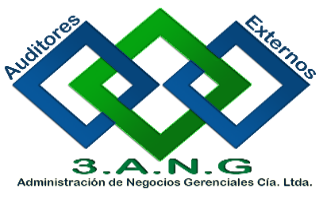 Auditores
Externos
3.A.N.G
Administración de Negocios Gerenciales Cía. Ltda.